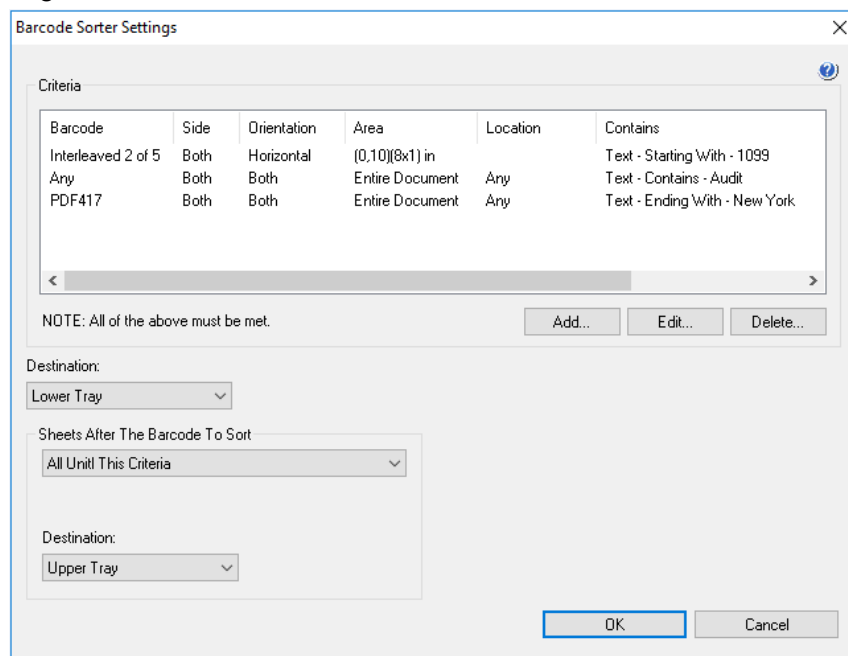 Barcode Sorter Settings
Criteria
Barcode Side Orientation Area Location Contains
Interleaved 2 of 5 Both Horizontal (0,10)(8x1) in Text - Starting With - 1099
Any Both Both Entire Document Any Text - Contains - Audit
PDF417 Both Both Entire Document Any Text - Ending With - New York
NOTE: All of the above must be met.
Add... Edit... Delete...
Destination:
Lower Tray
Sheets After The Barcode To Sort
All Unitl This Criteria
Destination:
Upper Tray
OK Cancel